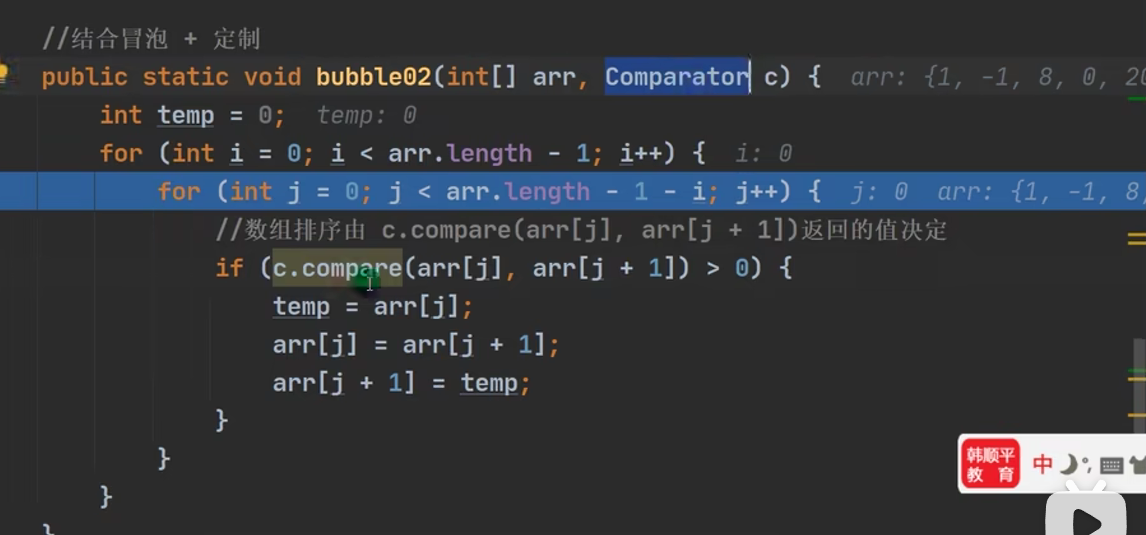 //结合冒泡 + 定制
public static void bubble02(int[] arr, Comparator c) {  arr: {1, -1, 8, 0, 20
int temp = 0;  temp: 0
for (int i = 0; i < arr.length - 1; i++) {  i: 0
for (int j = 0; j < arr.length - 1 - i; j++) {  j: 0  arr: {1, -1, 8,
//数组排序由 c.compare(arr[j], arr[j + 1])返回的值决定
if (c.compare(arr[j], arr[j + 1]) > 0) {
temp = arr[j];
arr[j] = arr[j + 1];
arr[j + 1] = temp;
}
}
}
}
韩顺平
教 育
中